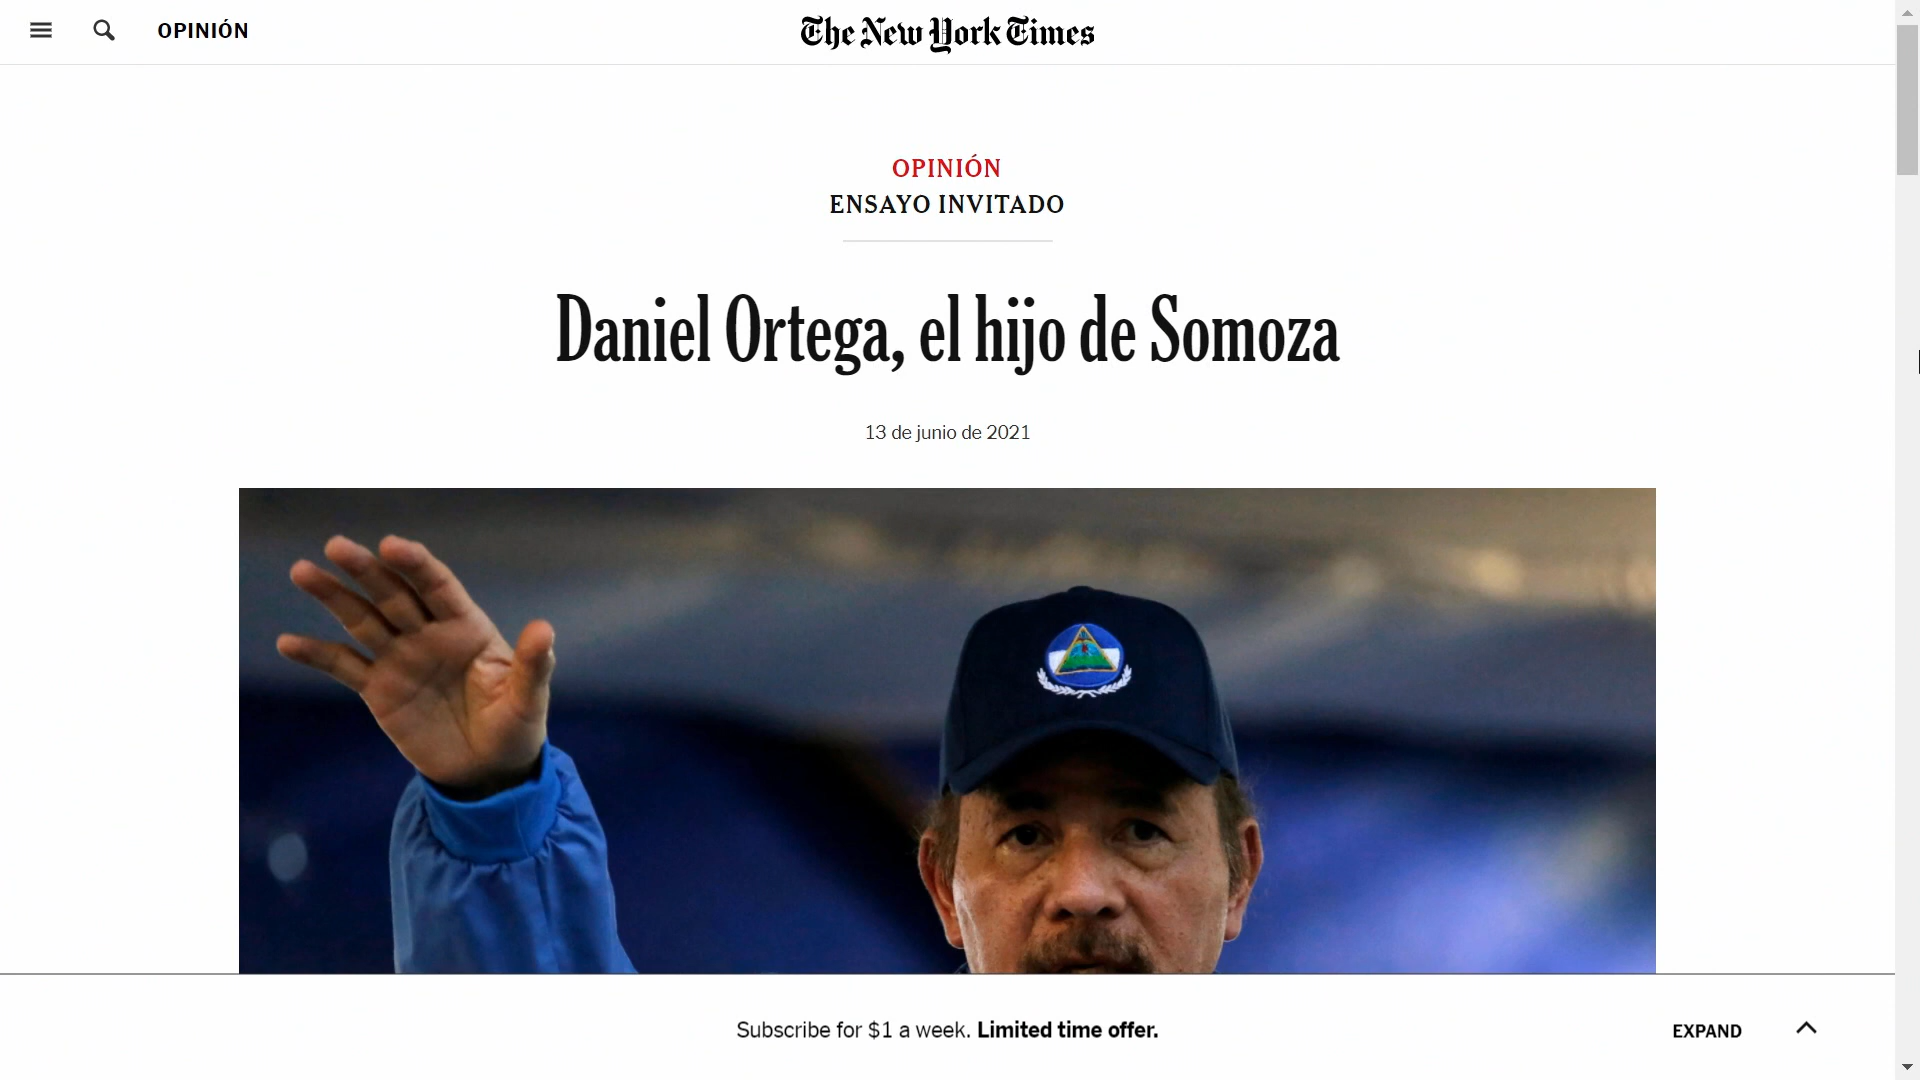 OPINIÓN
The New York Times
OPINIÓN
ENSAYO INVITADO
Daniel Ortega, el hijo de Somoza
13 de junio de 2021
Subscribe for $1 a week. Limited time offer.
EXPAND